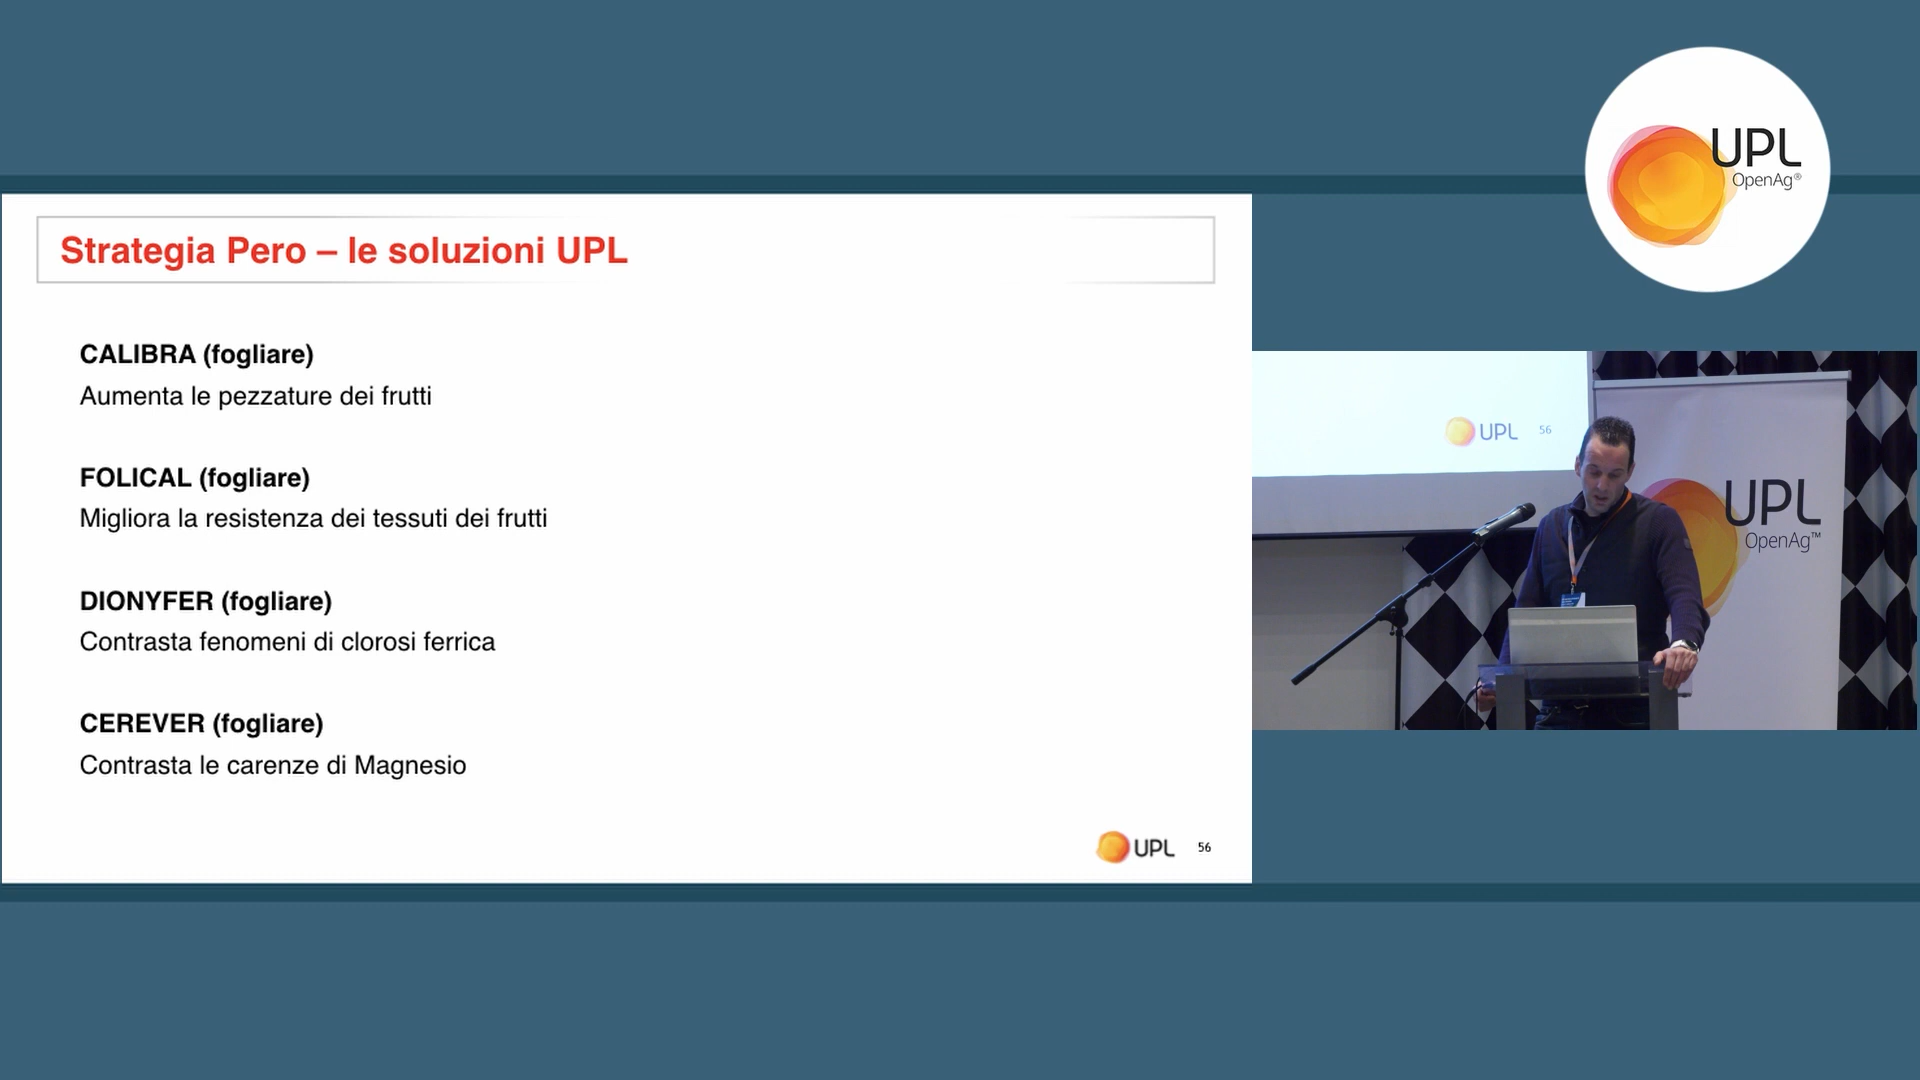 UPL
OpenAg®
Strategia Pero – le soluzioni UPL
CALIBRA (fogliare)
Aumenta le pezzature dei frutti
FOLICAL (fogliare)
Migliora la resistenza dei tessuti dei frutti
DIONYFER (fogliare)
Contrasta fenomeni di clorosi ferrica
CEREVER (fogliare)
Contrasta le carenze di Magnesio
UPL 56
UPL 56
UPL
OpenAg™